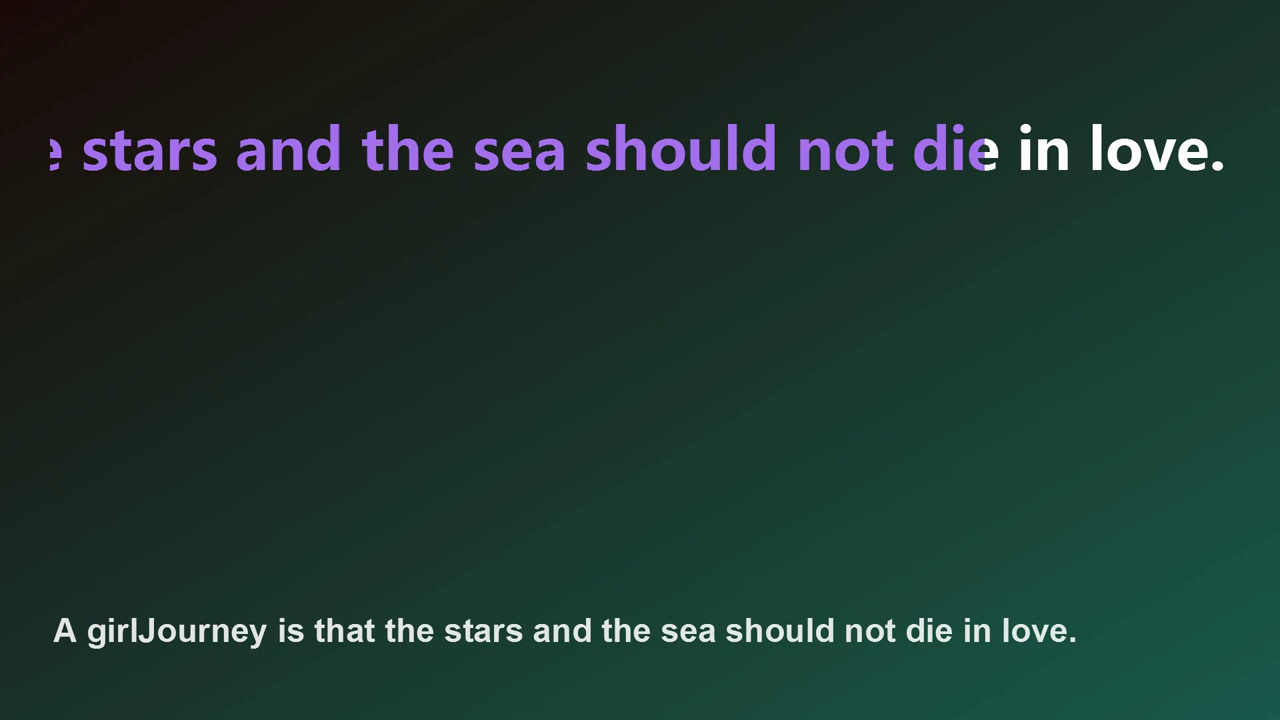 e stars and the sea should not die in love.
A girlJourney is that the stars and the sea should not die in love.